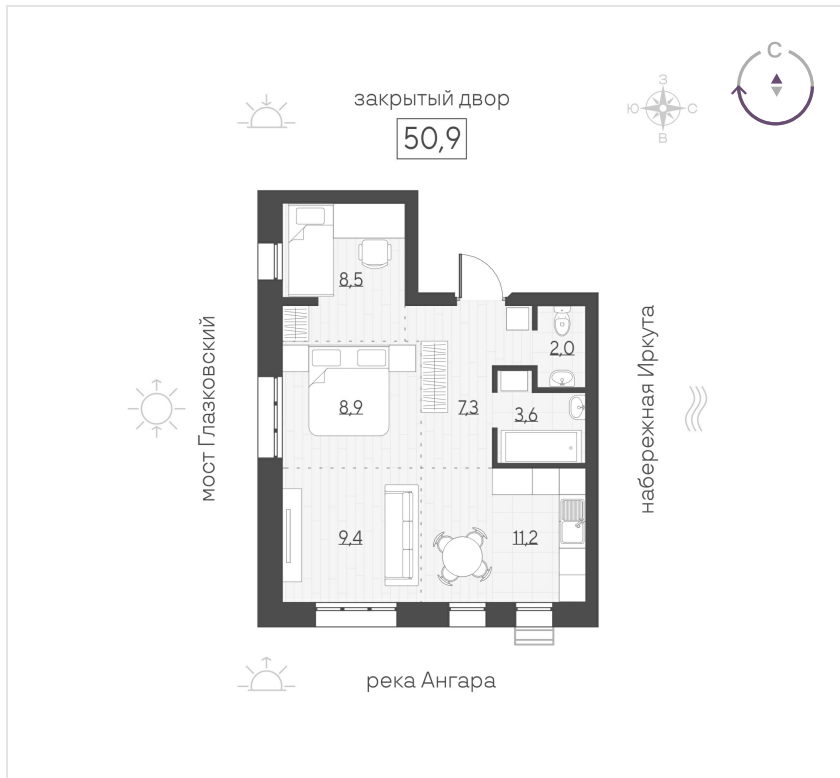 С
закрытый двор
50,9
З
Ю
С
В
8,5
2,0
мост Глазковский
8,9
7,3
3,6
набережная Иркута
9,4
11,2
река Ангара